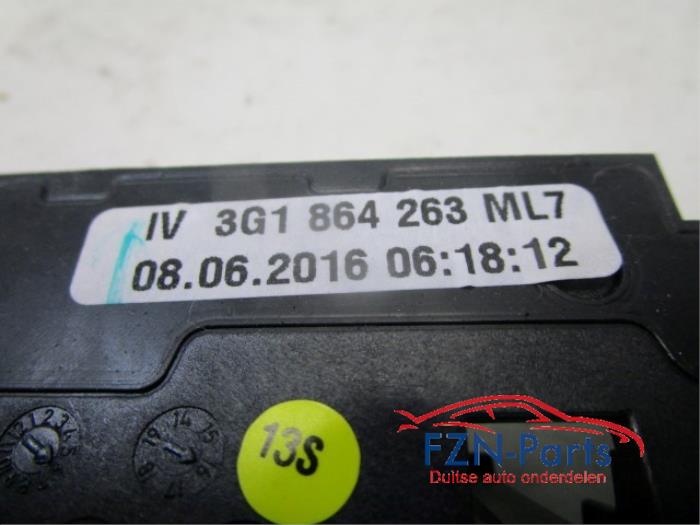 IV 3G1 864 263 ML7
08.06.2016 06:18:12
13S
FZN-Parts
Duitse auto onderdelen